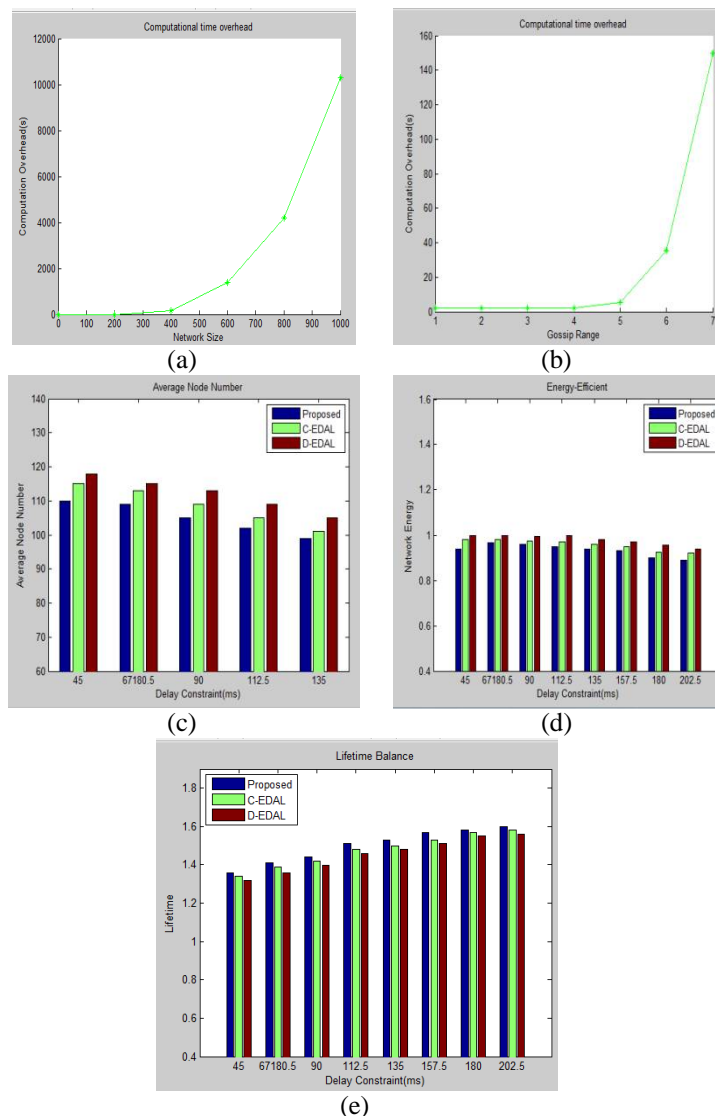 Computational time overhead
12000
10000
8000
6000
4000
2000
0
Computation Overhead(s)
0 100 200 300 400 500 600 700 800 900 1000
Network Size
(a)
Computational time overhead
160
140
120
100
80
60
40
20
0
Computation Overhead(s)
1 2 3 4 5 6 7
Gossip Range
(b)
Average Node Number
140
130
120
110
100
90
80
70
60
Average Node Number
Proposed
C-EDAL
D-EDAL
45 67180.5 90 112.5 135
Delay Constraint(ms)
(c)
Energy-Efficient
1.6
1.4
1.2
1
0.8
0.6
0.4
Network Energy
Proposed
C-EDAL
D-EDAL
45 67180.5 90 112.5 135 157.5 180 202.5
Delay Constraint(ms)
(d)
Lifetime Balance
1.8
1.6
1.4
1.2
1
0.8
0.6
0.4
Lifetime
Proposed
C-EDAL
D-EDAL
45 67180.5 90 112.5 135 157.5 180 202.5
Delay Constraint(ms)
(e)